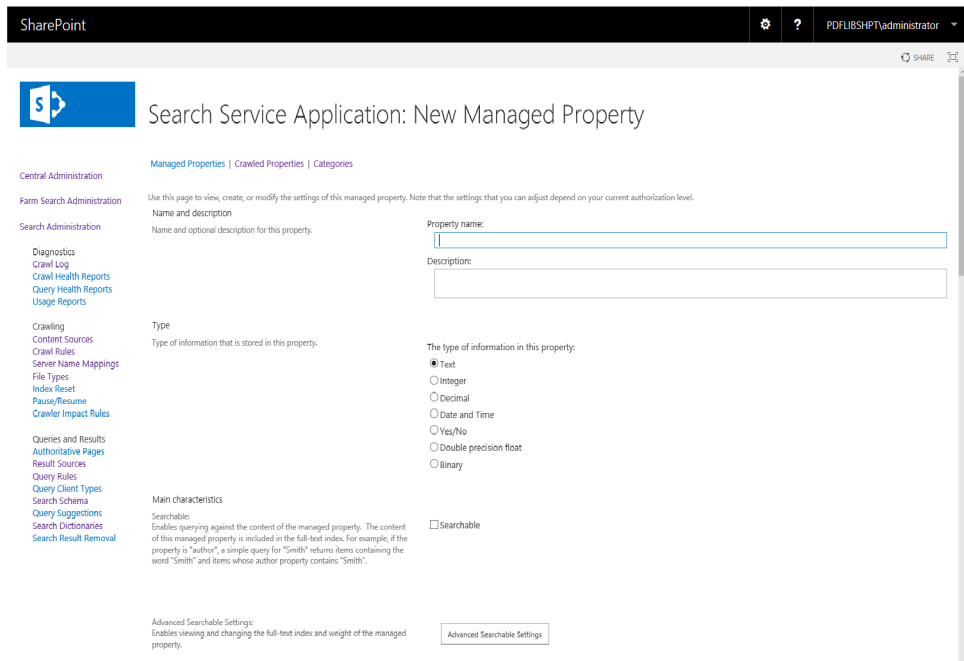 SharePoint
? PDFLIBSHPT\administrator
SHARE
S
Search Service Application: New Managed Property
Managed Properties | Crawled Properties | Categories
Central Administration
Farm Search Administration
Search Administration
Diagnostics
Crawl Log
Crawl Health Reports
Query Health Reports
Usage Reports
Crawling
Content Sources
Crawl Rules
Server Name Mappings
File Types
Index Reset
Pause/Resume
Crawler Impact Rules
Queries and Results
Authoritative Pages
Result Sources
Query Rules
Query Client Types
Search Schema
Query Suggestions
Search Dictionaries
Search Result Removal
Use this page to view, create, or modify the settings of this managed property. Note that the settings that you can adjust depend on your current authorization level.
Name and description
Name and optional description for this property.
Property name:
Description:
Type
Type of information that is stored in this property.
The type of information in this property:
Text
Integer
Decimal
Date and Time
Yes/No
Double precision float
Binary
Main characteristics
Searchable:
Enables querying against the content of the managed property. The content
of this managed property is included in the full-text index. For example, if the
property is "author", a simple query for "Smith" returns items containing the
word "Smith" and items whose author property contains "Smith".
Searchable
Advanced Searchable Settings:
Enables viewing and changing the full-text index and weight of the managed
property.
Advanced Searchable Settings